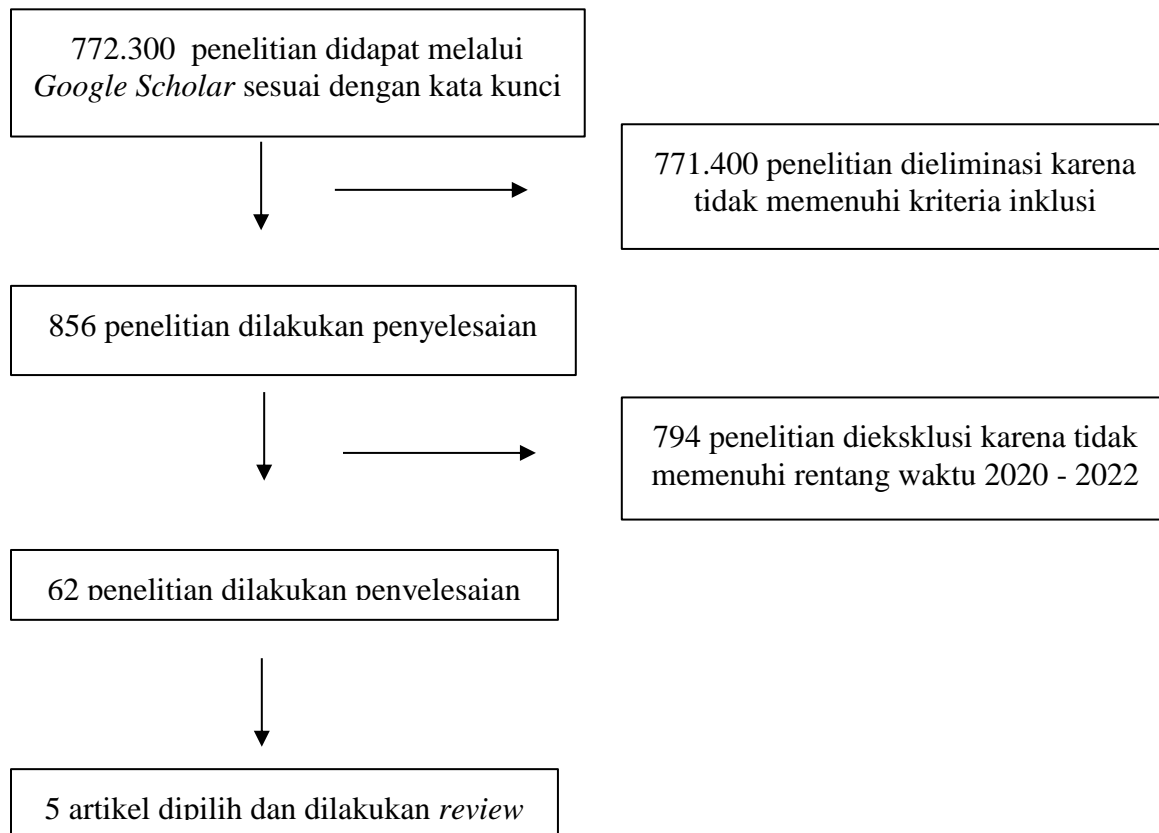 772.300 penelitian didapat melalui
Google Scholar sesuai dengan kata kunci
771.400 penelitian dieliminasi karena
tidak memenuhi kriteria inklusi
856 penelitian dilakukan penyelesaian
794 penelitian dieksklusi karena tidak
memenuhi rentang waktu 2020 - 2022
62 penelitian dilakukan penyelesaian
5 artikel dipilih dan dilakukan review